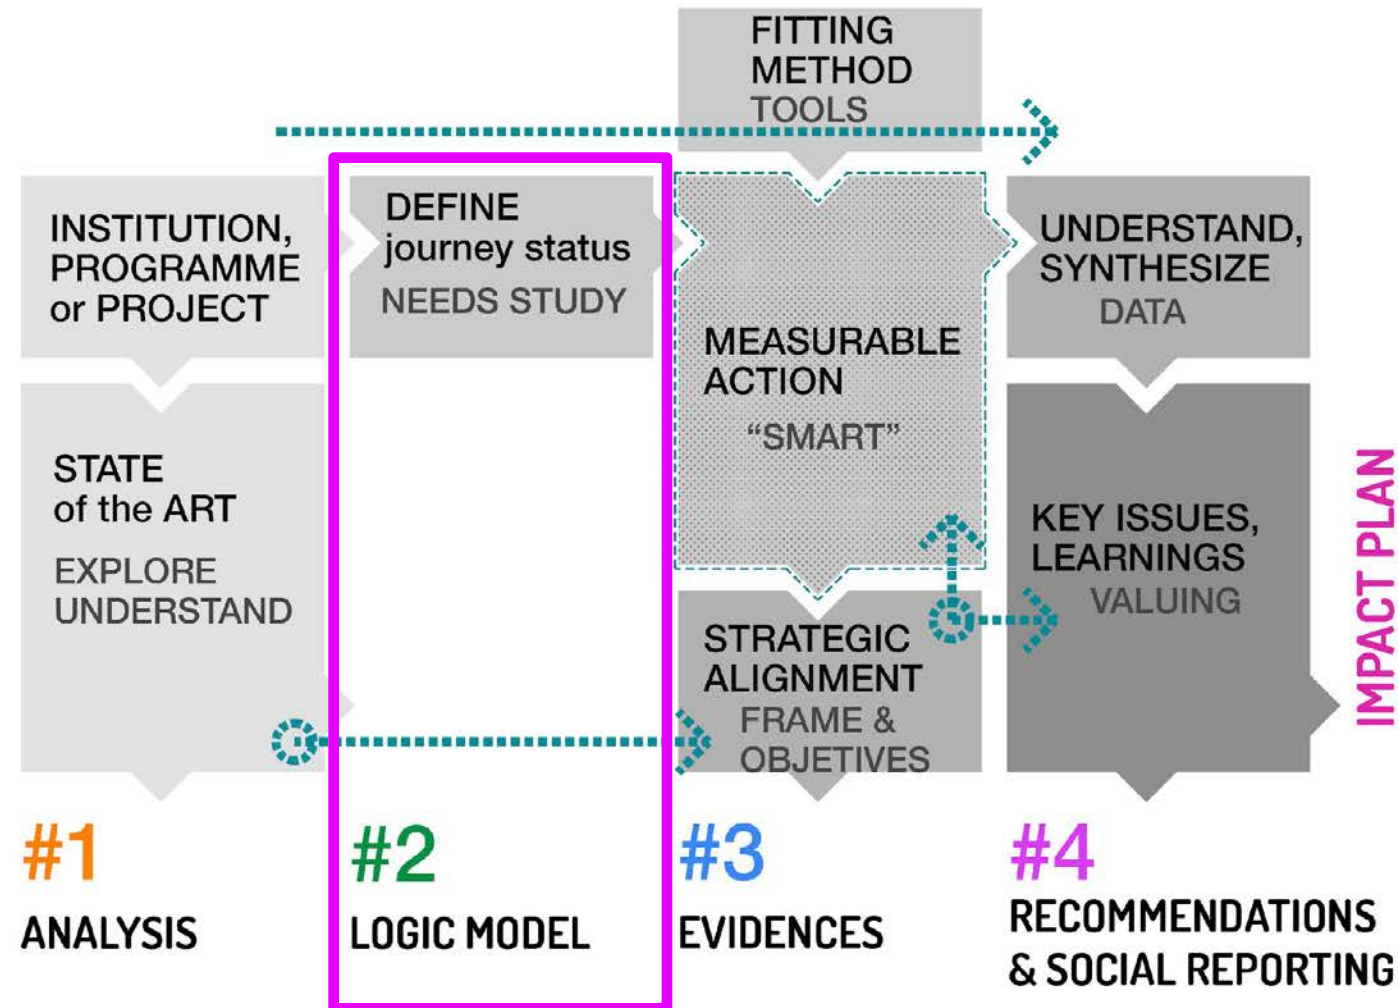 FITTING
METHOD
TOOLS
INSTITUTION,
PROGRAMME
or PROJECT
STATE
of the ART
EXPLORE
UNDERSTAND
DEFINE
journey status
NEEDS STUDY
MEASURABLE
ACTION
“SMART”
STRATEGIC
ALIGNMENT
FRAME &
OBJETIVES
UNDERSTAND,
SYNTHESIZE
DATA
KEY ISSUES,
LEARNINGS
VALUING
IMPACT PLAN
#1
ANALYSIS
#2
LOGIC MODEL
#3
EVIDENCES
#4
RECOMMENDATIONS
& SOCIAL REPORTING